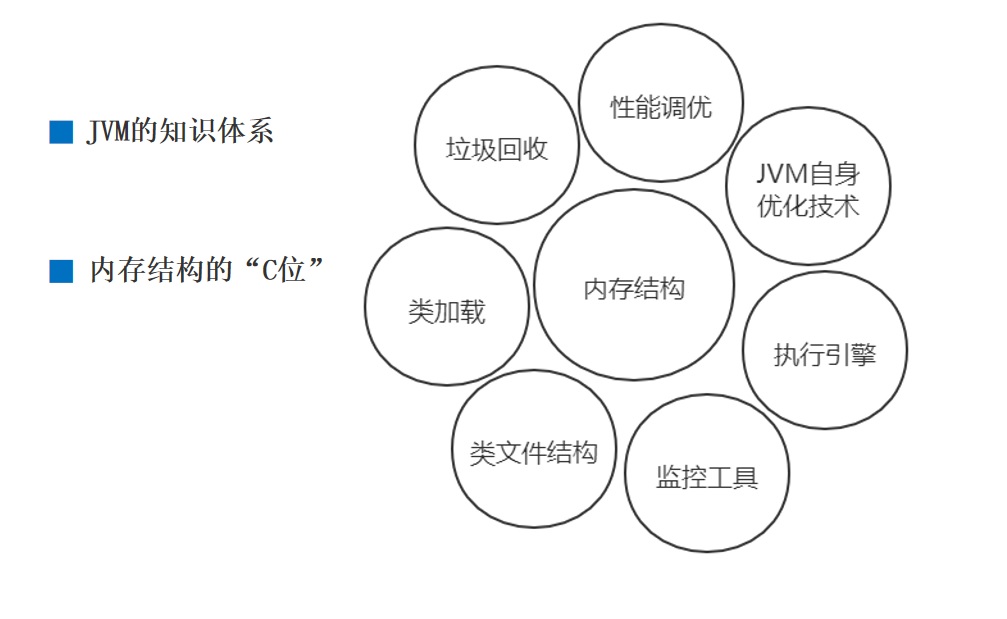 JVM的知识体系
内存结构的“C位”
性能调优
垃圾回收
JVM自身
优化技术
内存结构
类加载
执行引擎
类文件结构
监控工具